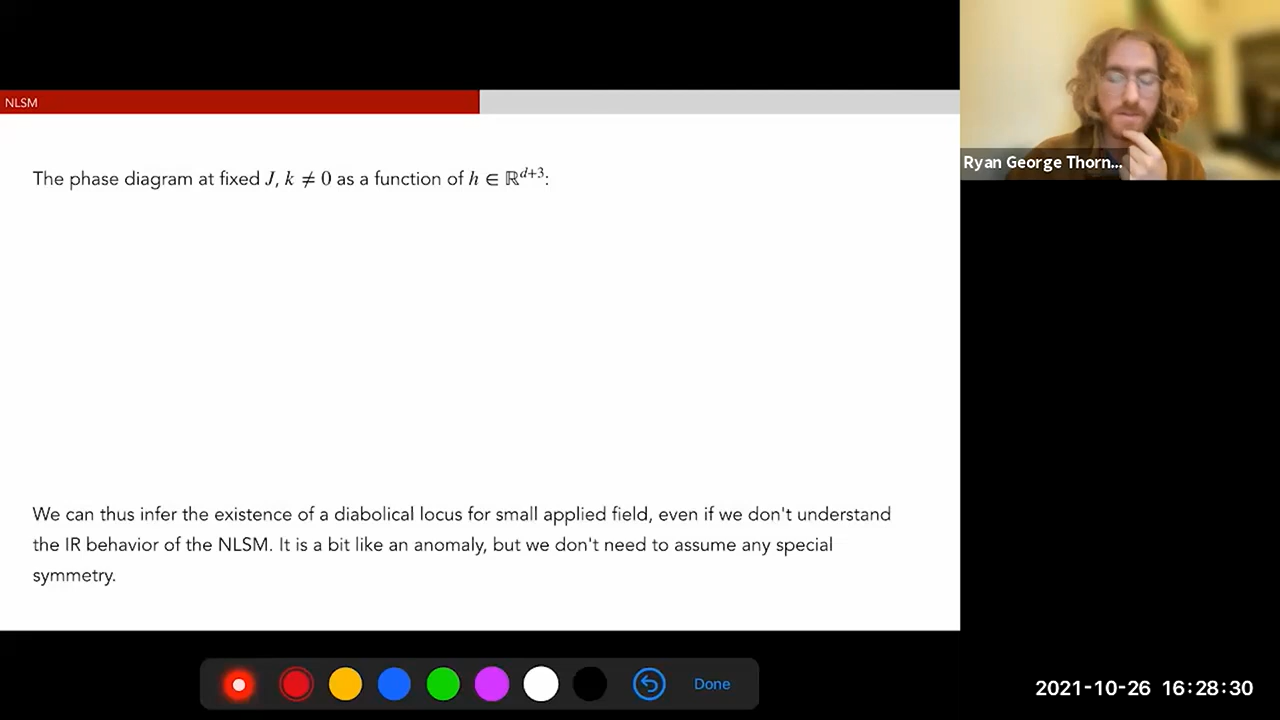 NLSM
The phase diagram at fixed J, k ≠ 0 as a function of h ∈ ℝ^{d+3}:
We can thus infer the existence of a diabolical locus for small applied field, even if we don't understand
the IR behavior of the NLSM. It is a bit like an anomaly, but we don't need to assume any special
symmetry.
Ryan George Thorn...
Done
2021-10-26 16:28:30